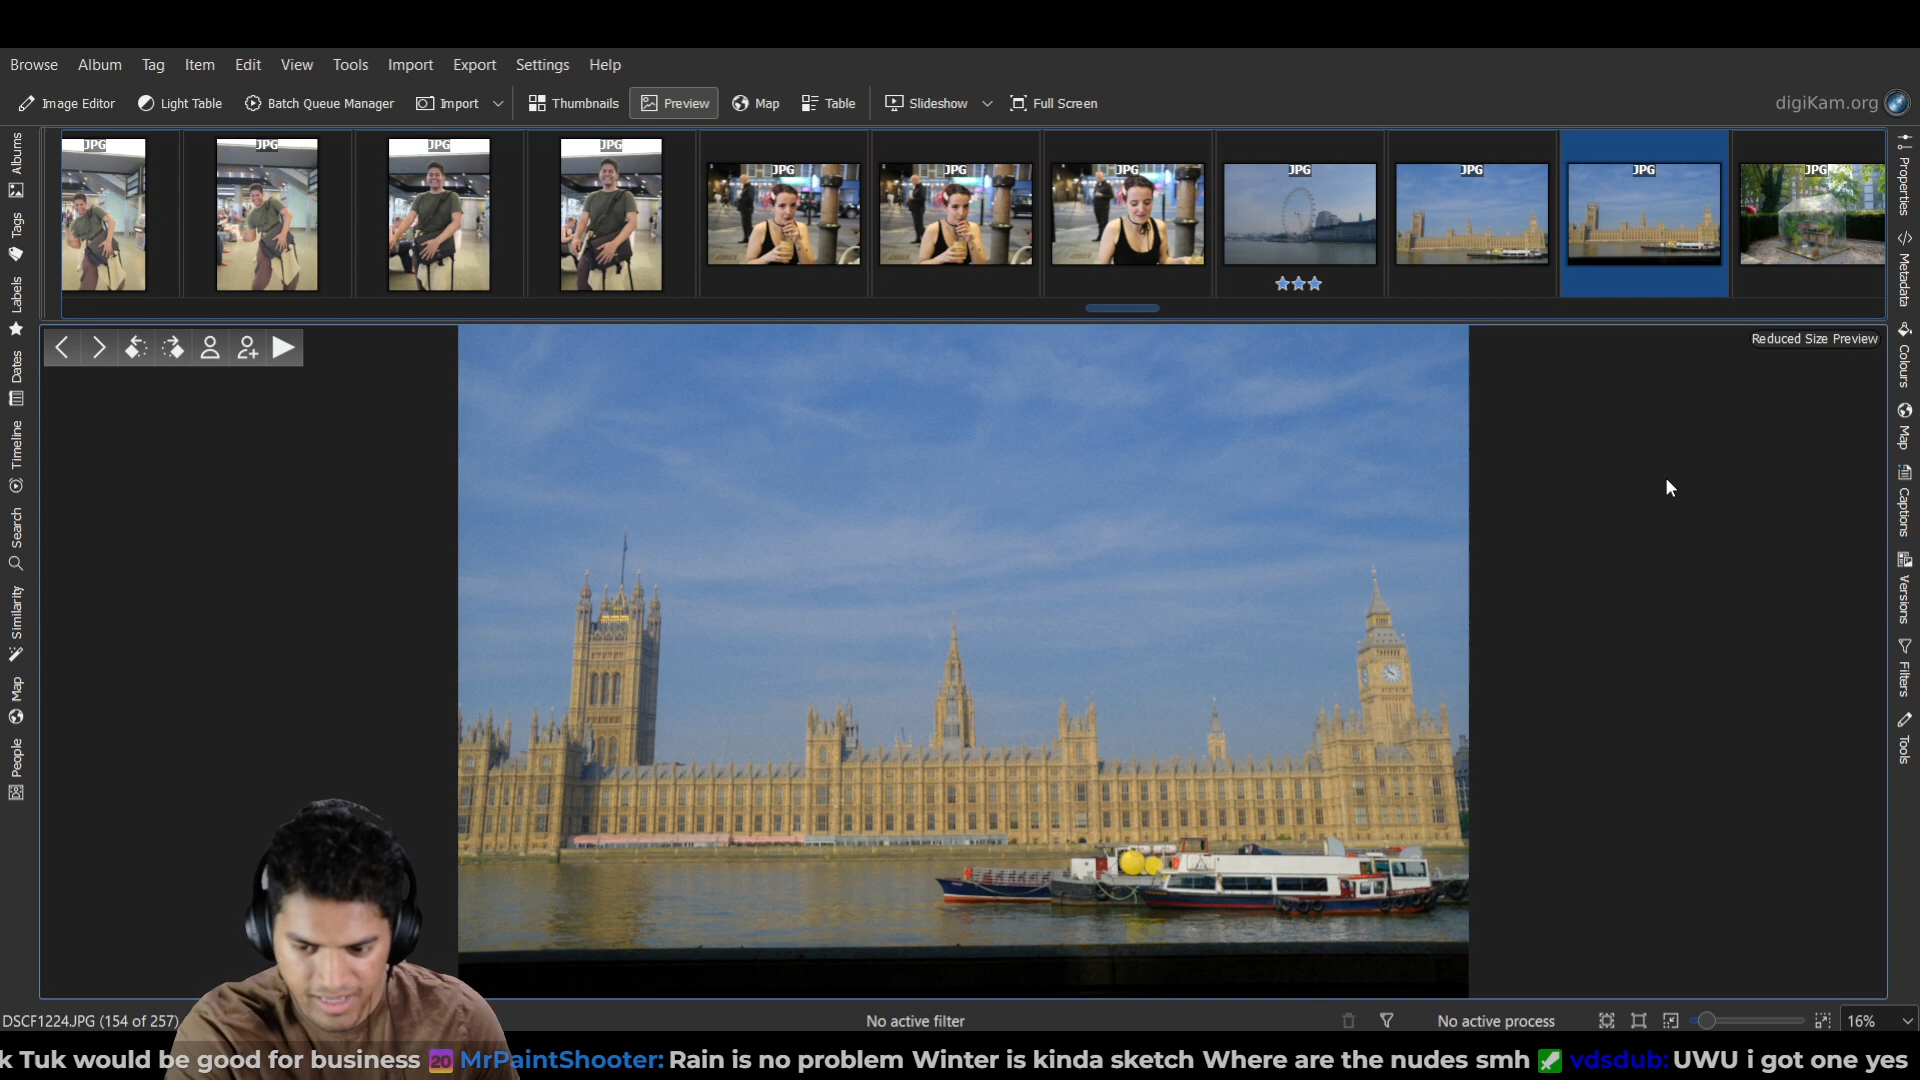 Browse Album Tag Item Edit View Tools Import Export Settings Help
Image Editor Light Table Batch Queue Manager Import Thumbnails Preview Map Table Slideshow Full Screen digiKam.org
JPG JPG JPG JPG JPG JPG JPG JPG JPG JPG JPG
Albums
Tags
Labels
Dates
Timeline
Search
Similarity
Map
People
Reduced Size Preview
Properties
Metadata
Colours
Map
Captions
Versions
Filters
Tools
DSCF1224.JPG (154 of 257) No active filter No active process 16%
k Tuk would be good for business 20 MrPaintShooter: Rain is no problem Winter is kinda sketch Where are the nudes smh vdsdub: UWU i got one yes